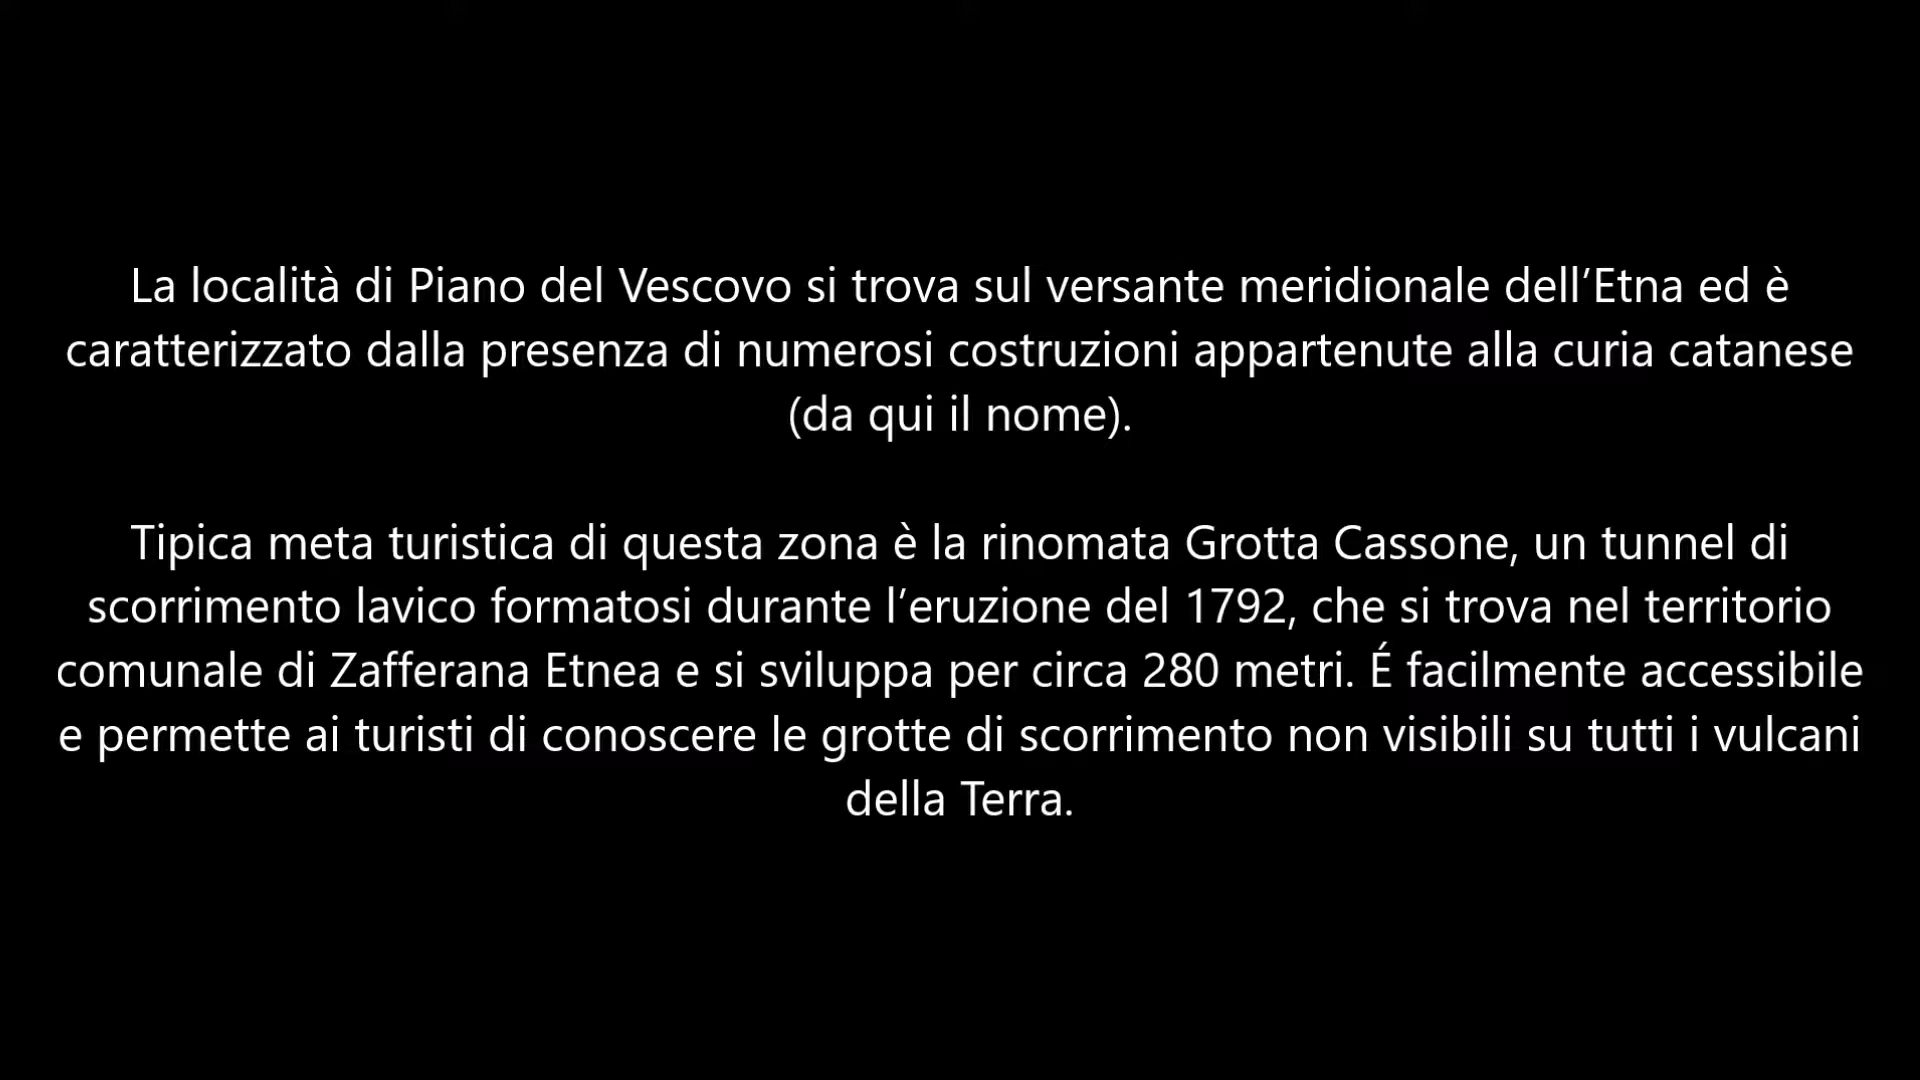 La località di Piano del Vescovo si trova sul versante meridionale dell’Etna ed è
caratterizzato dalla presenza di numerosi costruzioni appartenute alla curia catanese
(da qui il nome).
Tipica meta turistica di questa zona è la rinomata Grotta Cassone, un tunnel di
scorrimento lavico formatosi durante l’eruzione del 1792, che si trova nel territorio
comunale di Zafferana Etnea e si sviluppa per circa 280 metri. É facilmente accessibile
e permette ai turisti di conoscere le grotte di scorrimento non visibili su tutti i vulcani
della Terra.